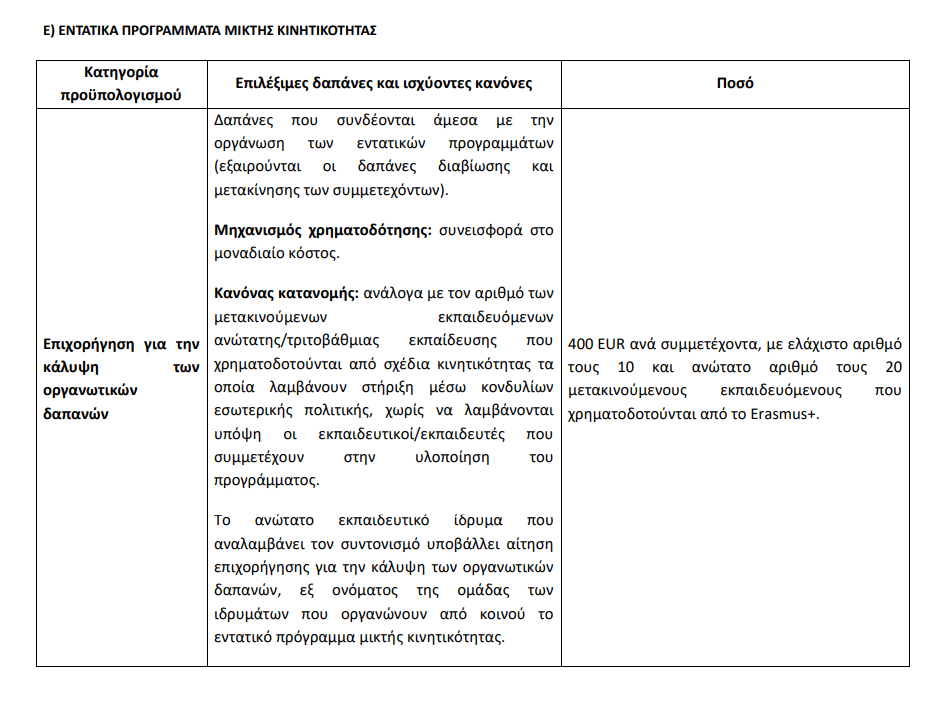 Ε) ΕΝΤΑΤΙΚΑ ΠΡΟΓΡΑΜΜΑΤΑ ΜΙΚΤΗΣ ΚΙΝΗΤΙΚΟΤΗΤΑΣ
Κατηγορία
προϋπολογισμού
Επιλέξιμες δαπάνες και ισχύοντες κανόνες
Ποσό
Επιχορήγηση για την
κάλυψη των
οργανωτικών
δαπανών
Δαπάνες που συνδέονται άμεσα με την
οργάνωση των εντατικών προγραμμάτων
(εξαιρούνται οι δαπάνες διαβίωσης και
μετακίνησης των συμμετεχόντων).
Μηχανισμός χρηματοδότησης: συνεισφορά στο
μοναδιαίο κόστος.
Κανόνας κατανομής: ανάλογα με τον αριθμό των
μετακινούμενων εκπαιδευόμενων
ανώτατης/τριτοβάθμιας εκπαίδευσης που
χρηματοδοτούνται από σχέδια κινητικότητας τα
οποία λαμβάνουν στήριξη μέσω κονδυλίων
εσωτερικής πολιτικής, χωρίς να λαμβάνονται
υπόψη οι εκπαιδευτικοί/εκπαιδευτές που
συμμετέχουν στην υλοποίηση του
προγράμματος.
Το ανώτατο εκπαιδευτικό ίδρυμα που
αναλαμβάνει τον συντονισμό υποβάλλει αίτηση
επιχορήγησης για την κάλυψη των οργανωτικών
δαπανών, εξ ονόματος της ομάδας των
ιδρυμάτων που οργανώνουν από κοινού το
εντατικό πρόγραμμα μικτής κινητικότητας.
400 EUR ανά συμμετέχοντα, με ελάχιστο αριθμό
τους 10 και ανώτατο αριθμό τους 20
μετακινούμενους εκπαιδευόμενους που
χρηματοδοτούνται από το Erasmus+.